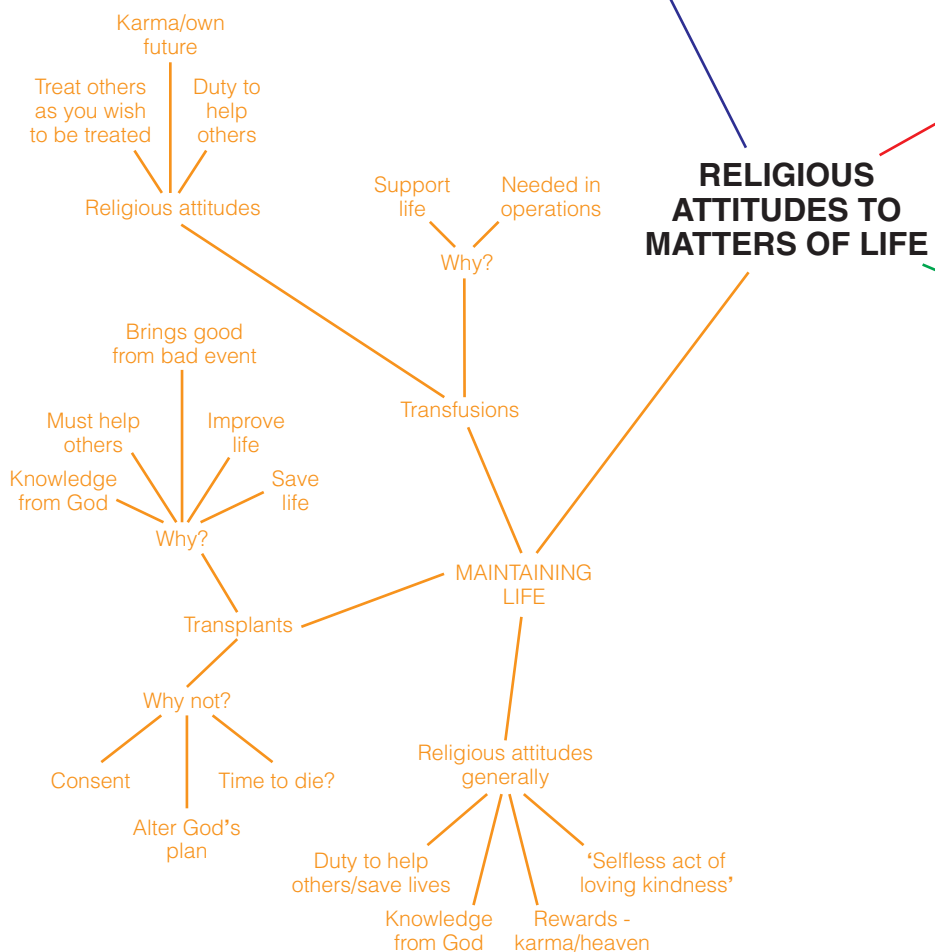 Karma/own
future
Treat others
as you wish
to be treated
Duty to
help
others
Religious attitudes
Support
life
Needed in
operations
Why?
RELIGIOUS
ATTITUDES TO
MATTERS OF LIFE
Brings good
from bad event
Must help
others
Improve
life
Knowledge
from God
Save
life
Why?
Transfusions
MAINTAINING
LIFE
Transplants
Why not?
Consent
Alter God’s
plan
Time to die?
Religious attitudes
generally
Duty to help
others/save lives
Knowledge
from God
Rewards -
karma/heaven
‘Selfless act of
loving kindness’